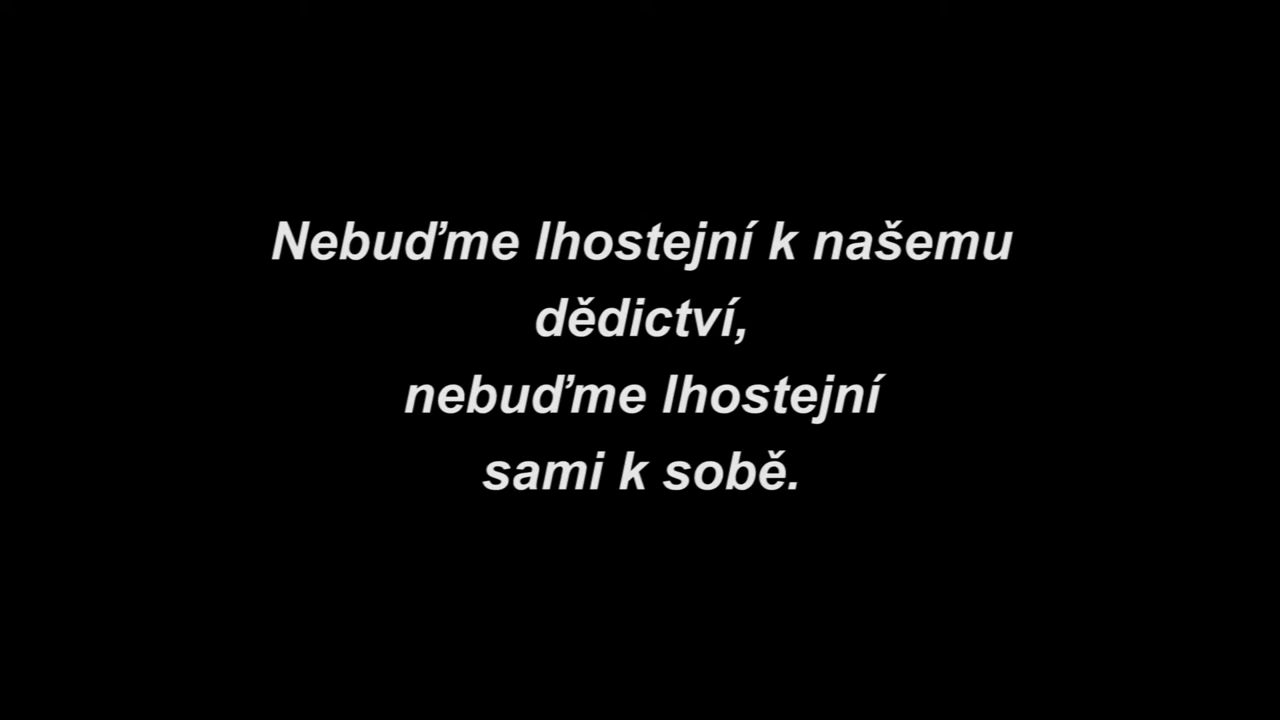 Nebuďme lhostejní k našemu
dědictví,
nebuďme lhostejní
sami k sobě.